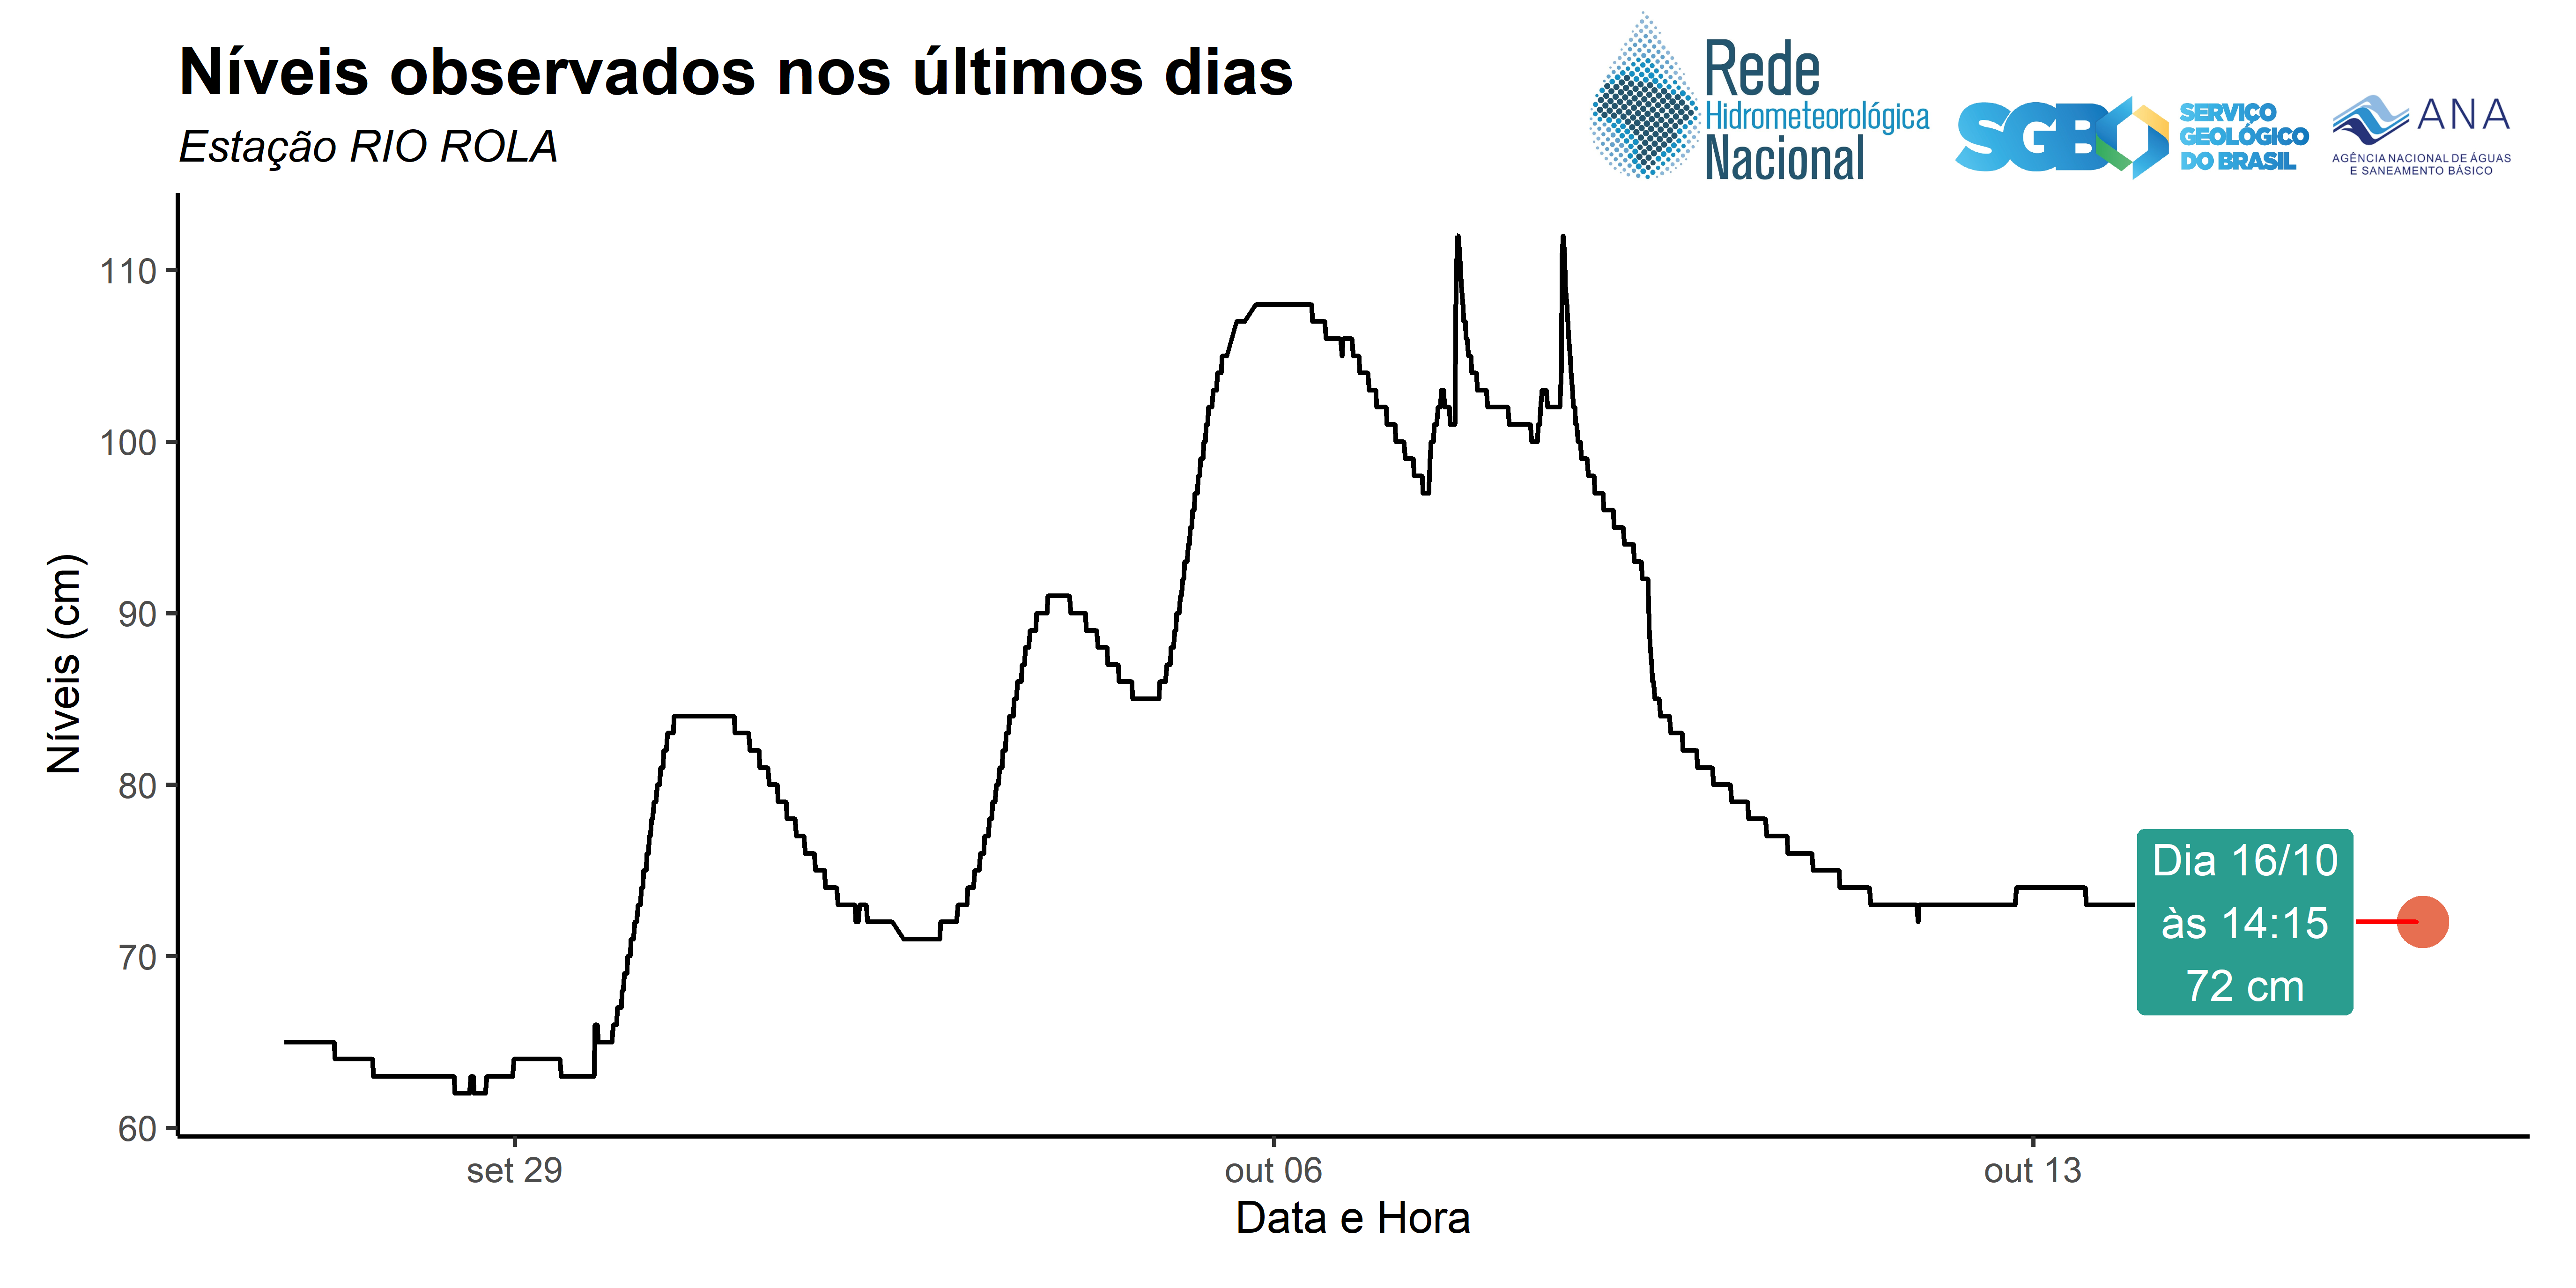 Níveis observados nos últimos dias
Estação RIO ROLA
Rede
Hidrometeorológica
Nacional
SGB
SERVIÇO
GEOLÓGICO
DO BRASIL
ANA
AGÊNCIA NACIONAL DE ÁGUAS
E SANEAMENTO BÁSICO
Níveis (cm)
110
100
90
80
70
60
Dia 16/10
às 14:15
72 cm
set 29
out 06
out 13
Data e Hora